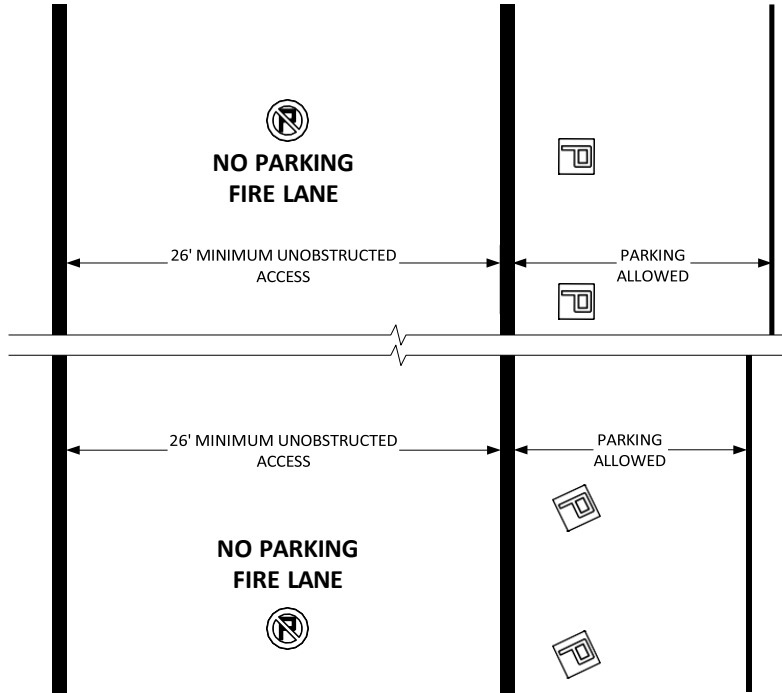 P
NO PARKING
FIRE LANE
P
26' MINIMUM UNOBSTRUCTED
ACCESS
PARKING
ALLOWED
P
26' MINIMUM UNOBSTRUCTED
ACCESS
PARKING
ALLOWED
P
NO PARKING
FIRE LANE
P
P